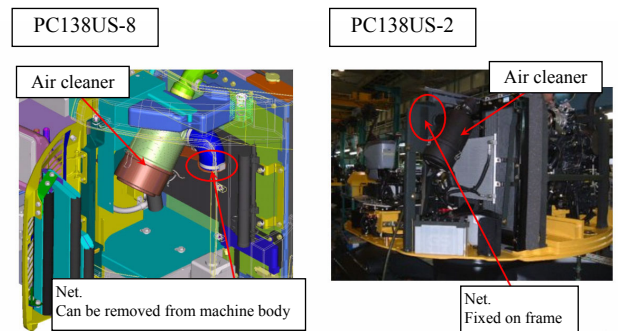 PC138US-8
PC138US-2
Air cleaner
Air cleaner
Net.
Can be removed from machine body
Net.
Fixed on frame